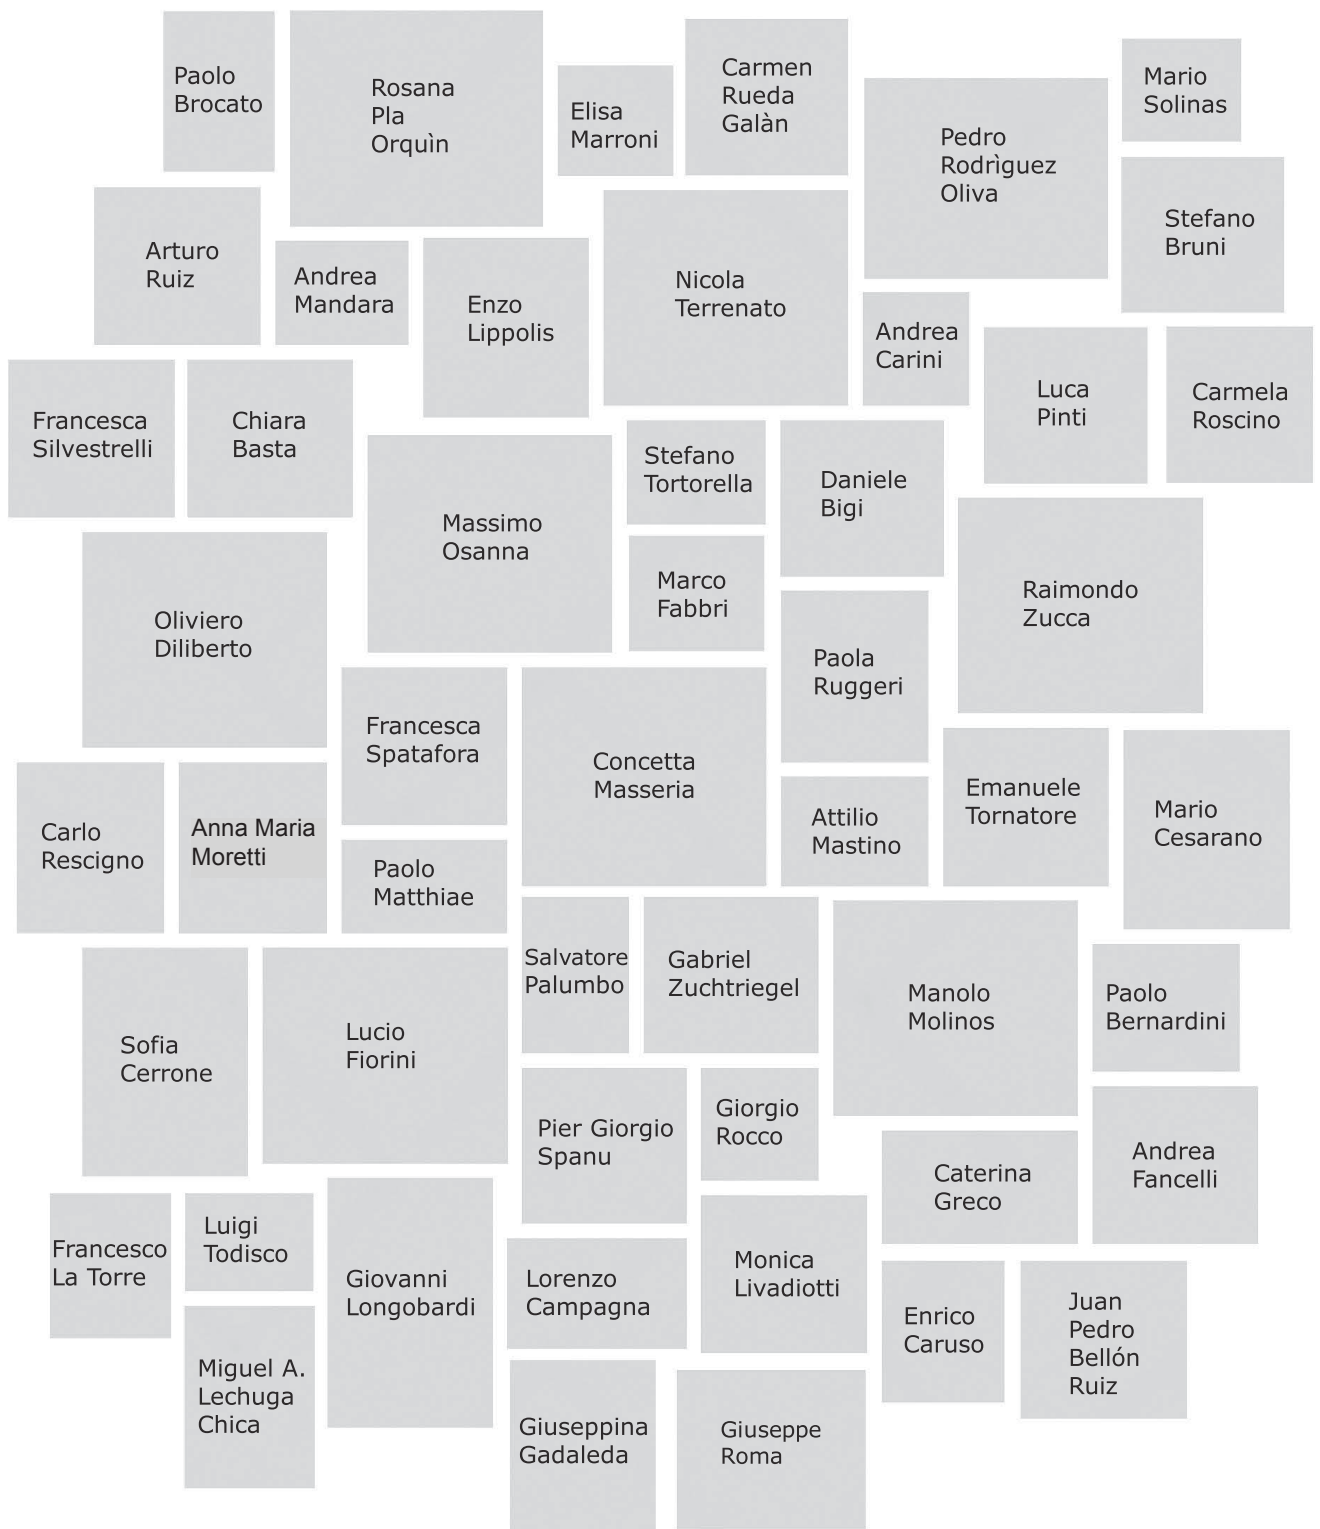 Paolo
Brocato
Rosana
Pla
Orquìn
Elisa
Marroni
Carmen
Rueda
Galàn
Pedro
Rodrìguez
Oliva
Mario
Solinas
Arturo
Ruiz
Andrea
Mandara
Enzo
Lippolis
Nicola
Terrenato
Stefano
Bruni
Andrea
Carini
Luca
Pinti
Carmela
Roscino
Francesca
Silvestrelli
Chiara
Basta
Massimo
Osanna
Stefano
Tortorella
Daniele
Bigi
Marco
Fabbri
Raimondo
Zucca
Oliviero
Diliberto
Francesca
Spatafora
Concetta
Masseria
Paola
Ruggeri
Carlo
Rescigno
Anna Maria
Moretti
Paolo
Matthiae
Attilio
Mastino
Emanuele
Tornatore
Mario
Cesarano
Sofia
Cerrone
Lucio
Fiorini
Salvatore
Palumbo
Gabriel
Zuchtriegel
Manolo
Molinos
Paolo
Bernardini
Pier Giorgio
Spanu
Giorgio
Rocco
Caterina
Greco
Andrea
Fancelli
Francesco
La Torre
Luigi
Todisco
Giovanni
Longobardi
Lorenzo
Campagna
Monica
Livadiotti
Enrico
Caruso
Juan
Pedro
Bellón
Ruiz
Miguel A.
Lechuga
Chica
Giuseppina
Gadaleda
Giuseppe
Roma